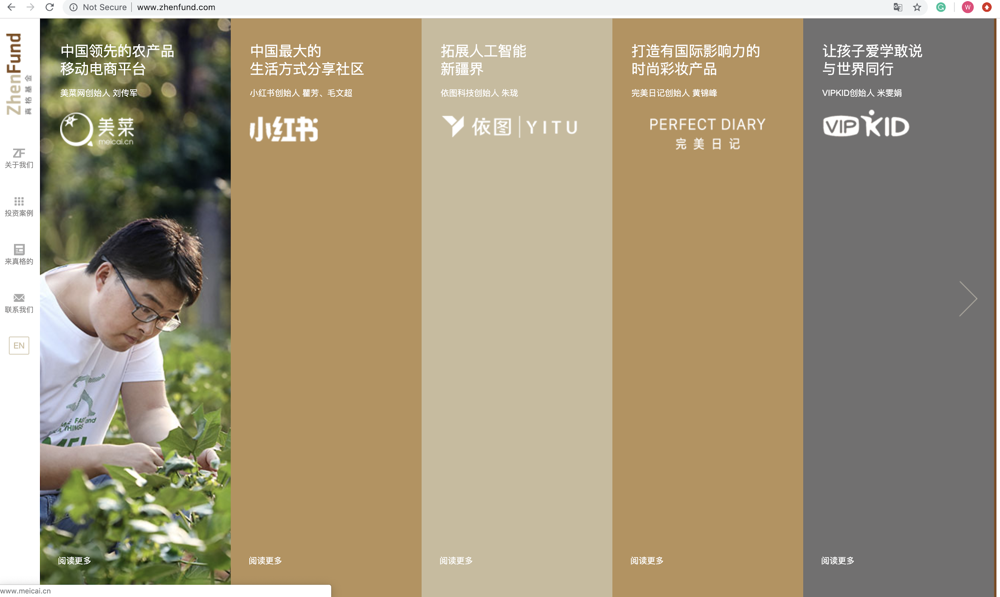 Not Secure
www.zhenfund.com
W
ZhenFund
真格基金
ZF
关于我们
投资案例
来真格的
联系我们
EN
中国领先的农产品
移动电商平台
美菜网创始人 刘传军
美菜
meicai.cn
FAST and
THINGS
阅读更多
中国最大的
生活方式分享社区
小红书创始人 瞿芳、毛文超
小红书
阅读更多
拓展人工智能
新疆界
依图科技创始人 朱珑
依图 | YITU
阅读更多
打造有国际影响力的
时尚彩妆产品
完美日记创始人 黄锦峰
PERFECT DIARY
完美日记
阅读更多
让孩子爱学敢说
与世界同行
VIPKID创始人 米雯娟
VIPKID
阅读更多
www.meicai.cn